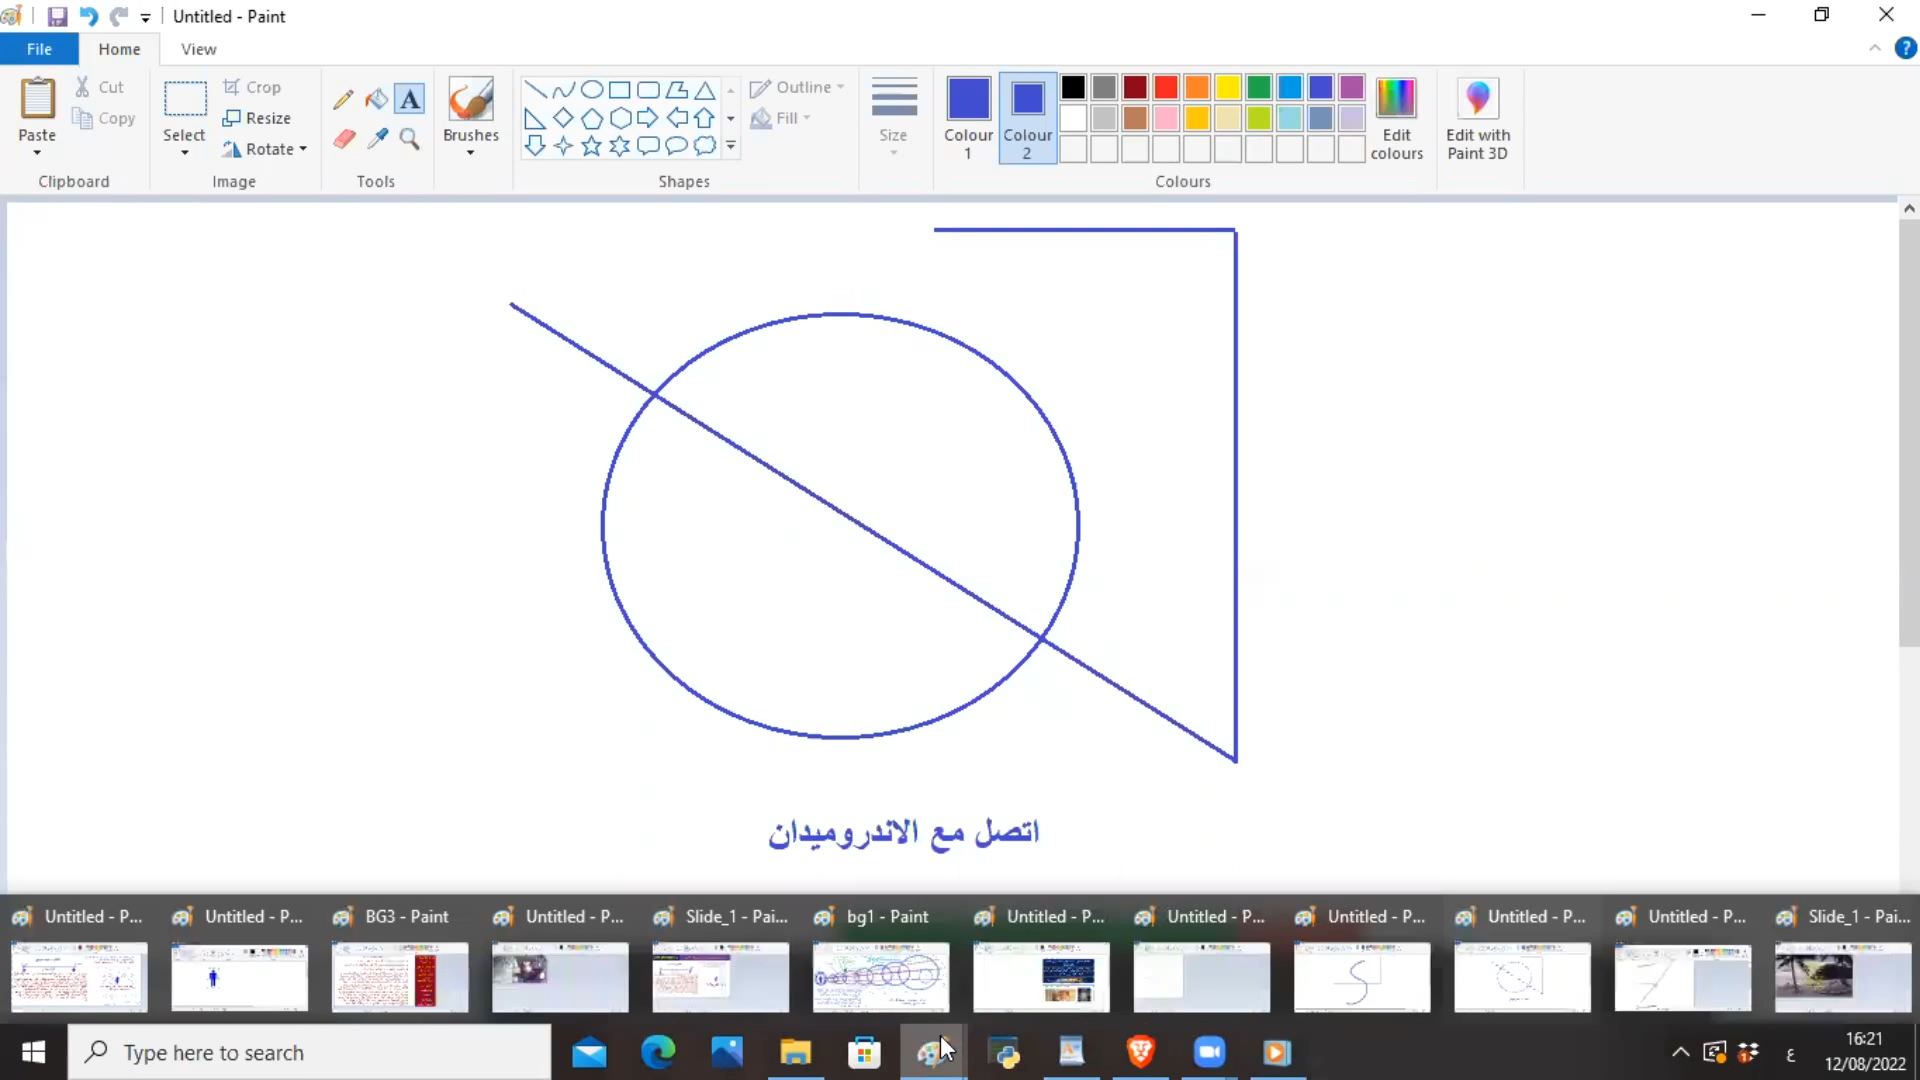 Untitled - Paint
File
Home
View
Paste
Cut
Copy
Clipboard
Select
Crop
Resize
Rotate
Image
A
Tools
Brushes
Shapes
Outline
Fill
Size
Colour
1
Colour
2
Edit
colours
Colours
Edit with
Paint 3D
اتصل مع الاندروميدان
Untitled - P...
Untitled - P...
BG3 - Paint
Untitled - P...
Slide_1 - Pai...
bg1 - Paint
Untitled - P...
Untitled - P...
Untitled - P...
Untitled - P...
Untitled - P...
Slide_1 - Pai...
Type here to search
ع
16:21
12/08/2022